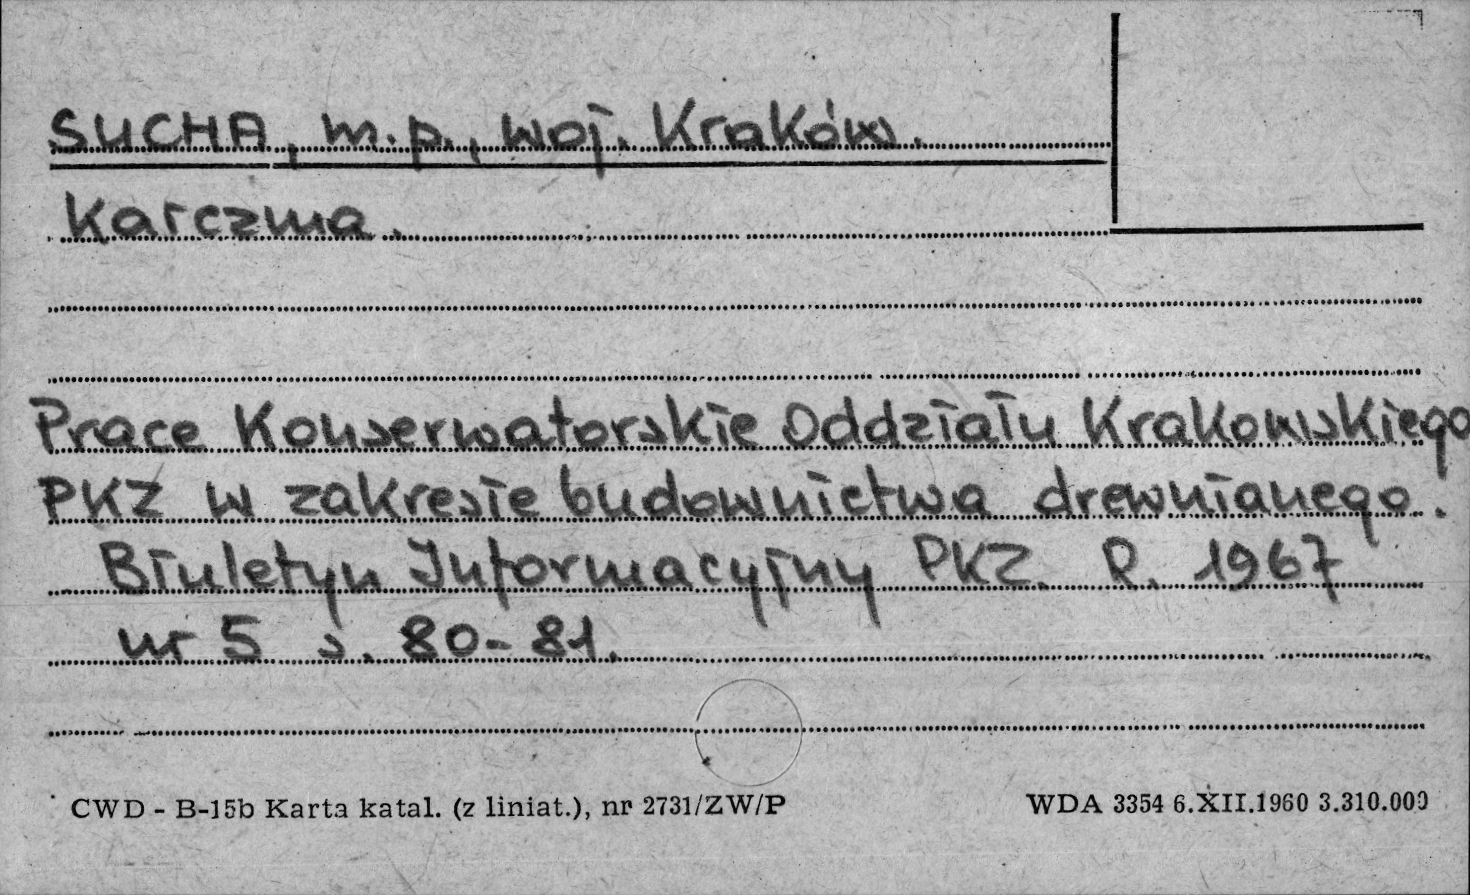 SUCHA, m.p., woj. Kraków.
Karczma.
Prace Konserwatorskie Oddziału Krakowskiego
PKZ w zakresie budownictwa drewnianego.
Biuletyn Informacyjny PKZ. R. 1967
nr 5 s. 80-81.
CWD - B-15b Karta katal. (z liniat.), nr 2731/ZW/P
WDA 3354 6.XII.1960 3.310.000